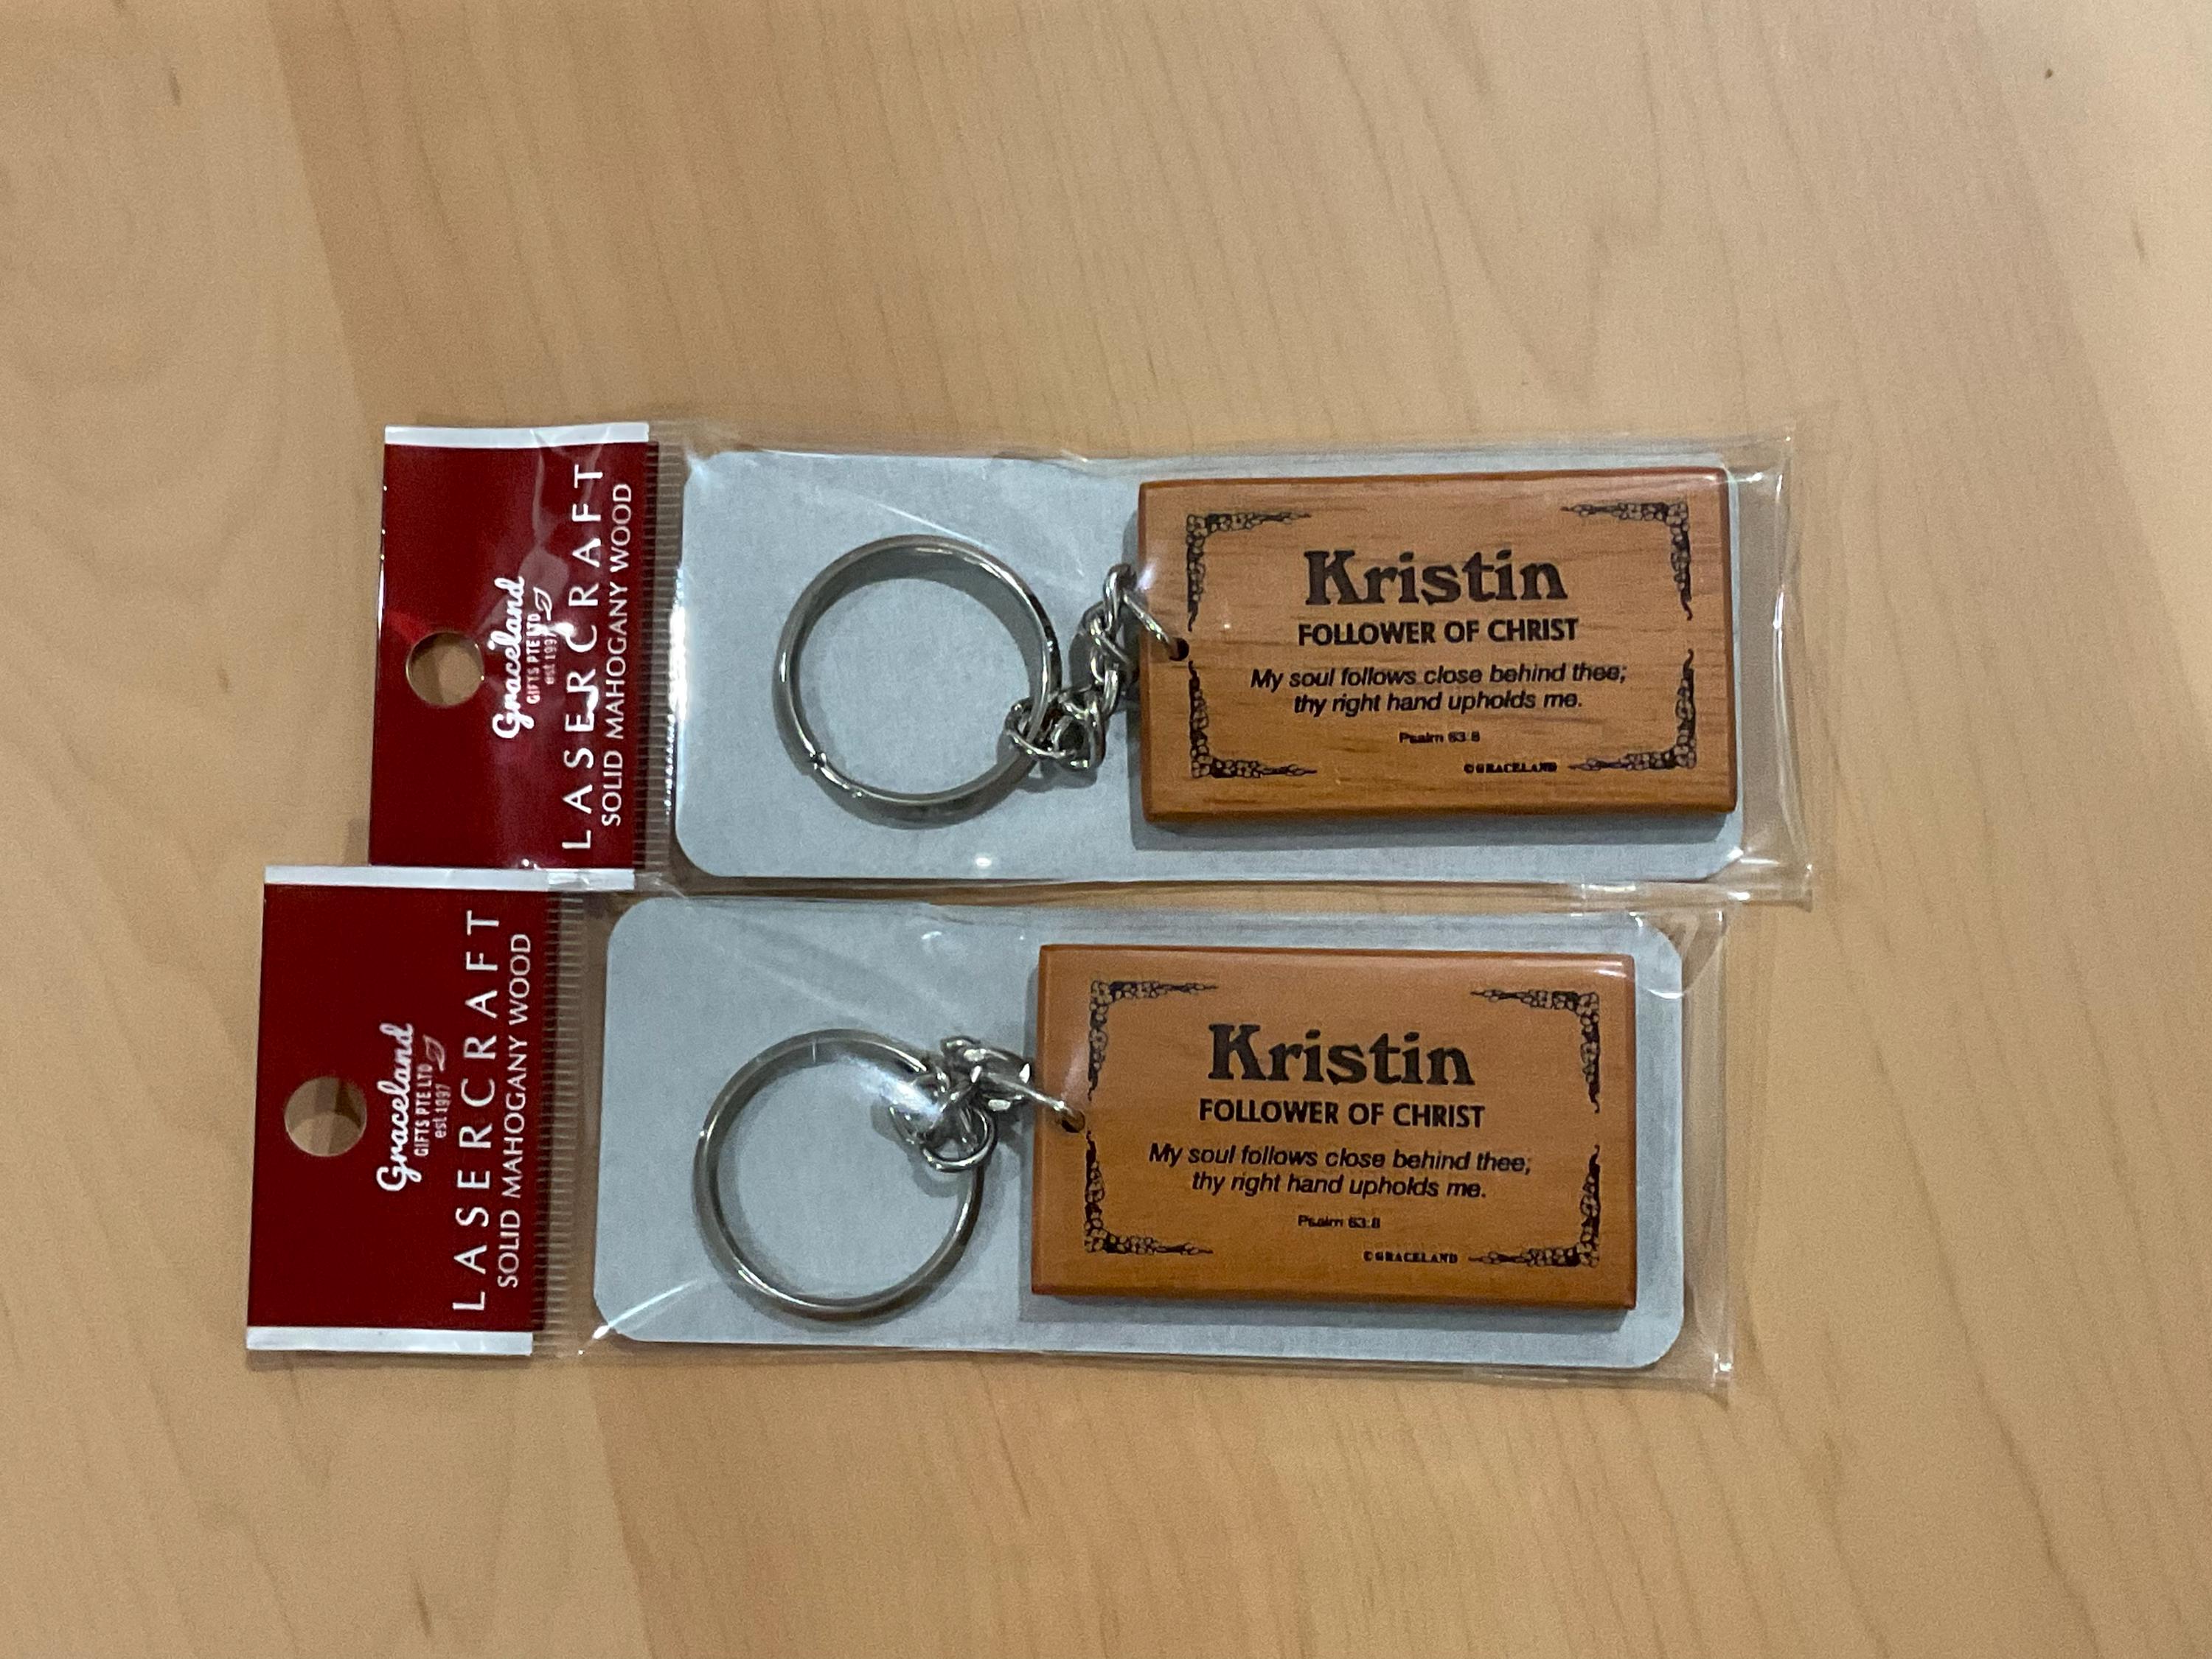 Graceland
GIFTS PTE LTD
est 1997
LASERCRAFT
SOLID MAHOGANY WOOD
Kristin
FOLLOWER OF CHRIST
My soul follows close behind thee;
thy right hand upholds me.
Psalm 63:8
©GRACELAND
Graceland
GIFTS PTE LTD
est 1997
LASERCRAFT
SOLID MAHOGANY WOOD
Kristin
FOLLOWER OF CHRIST
My soul follows close behind thee;
thy right hand upholds me.
Psalm 63:8
©GRACELAND